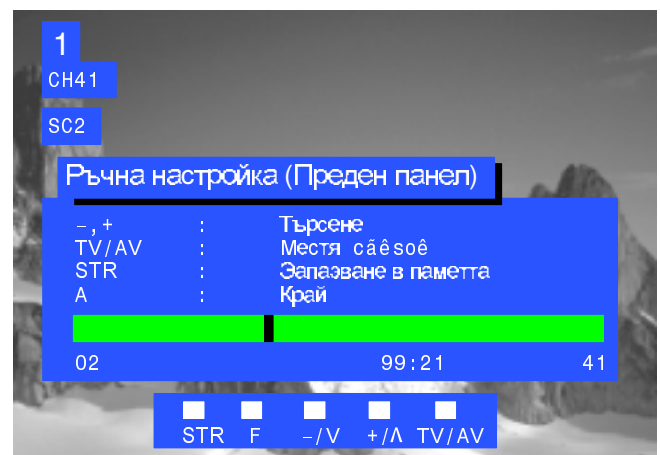 1
CH41
SC2
Ръчна настройка (Преден панел)
–,+ : Търсене
TV/AV : Местя cãêsoê
STR : Запазване в паметта
A : Край
02 99:21 41
STR F –/V +/Λ TV/AV